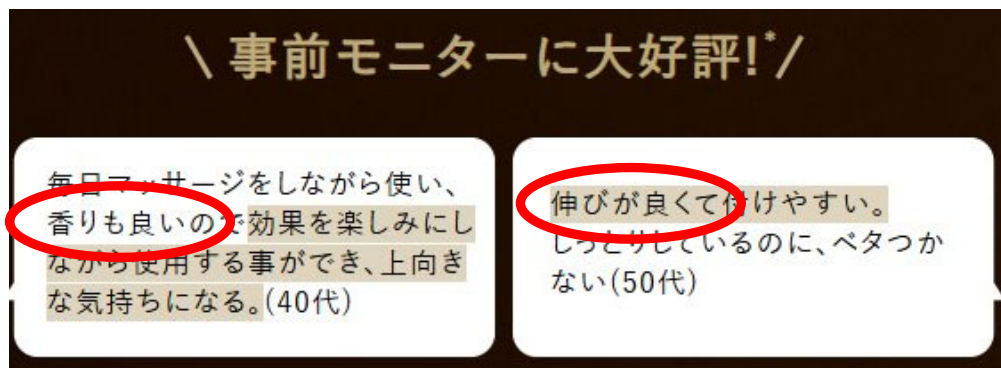 \ 事前モニターに大好評!* /
毎日マッサージをしながら使い、
香りも良いので効果を楽しみにし
ながら使用する事ができ、上向き
な気持ちになる。(40代)
伸びが良くて付けやすい。
しっとりしているのに、ベタつか
ない(50代)